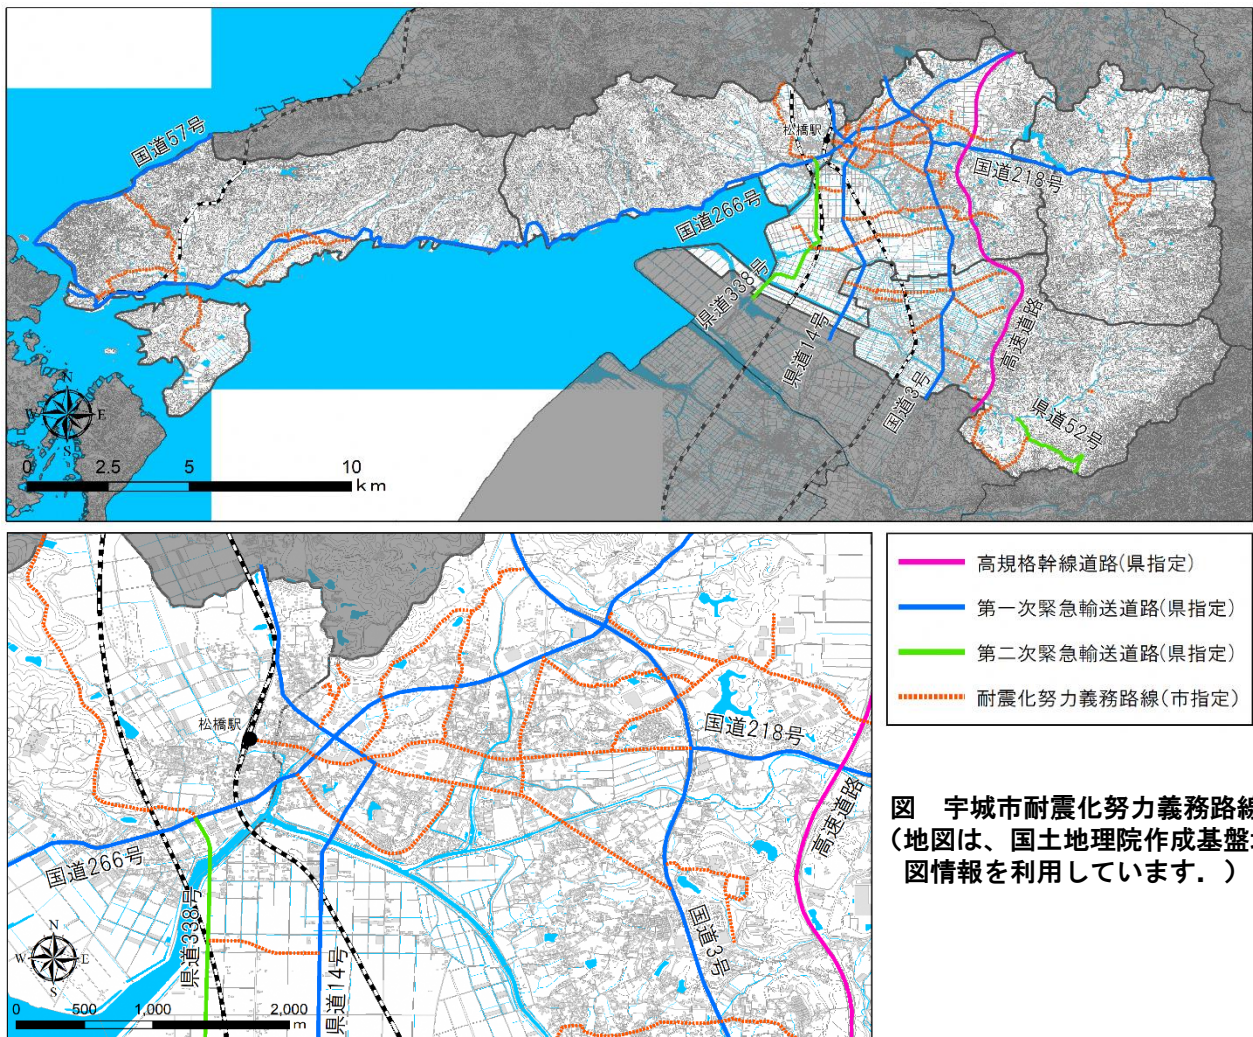 国道57号
松橋駅
国道218号
国道266号
県道338号
県道14号
国道3号
高速道路
県道52号
N
W
E
S
0
2.5
5
10
km
高規格幹線道路(県指定)
第一次緊急輸送道路(県指定)
第二次緊急輸送道路(県指定)
耐震化努力義務路線(市指定)
松橋駅
国道218号
高速道路
国道266号
県道338号
県道14号
国道3号
N
W
E
S
0
500
1,000
2,000
m
図 宇城市耐震化努力義務路線
(地図は、国土地理院作成基盤
図情報を利用しています.)